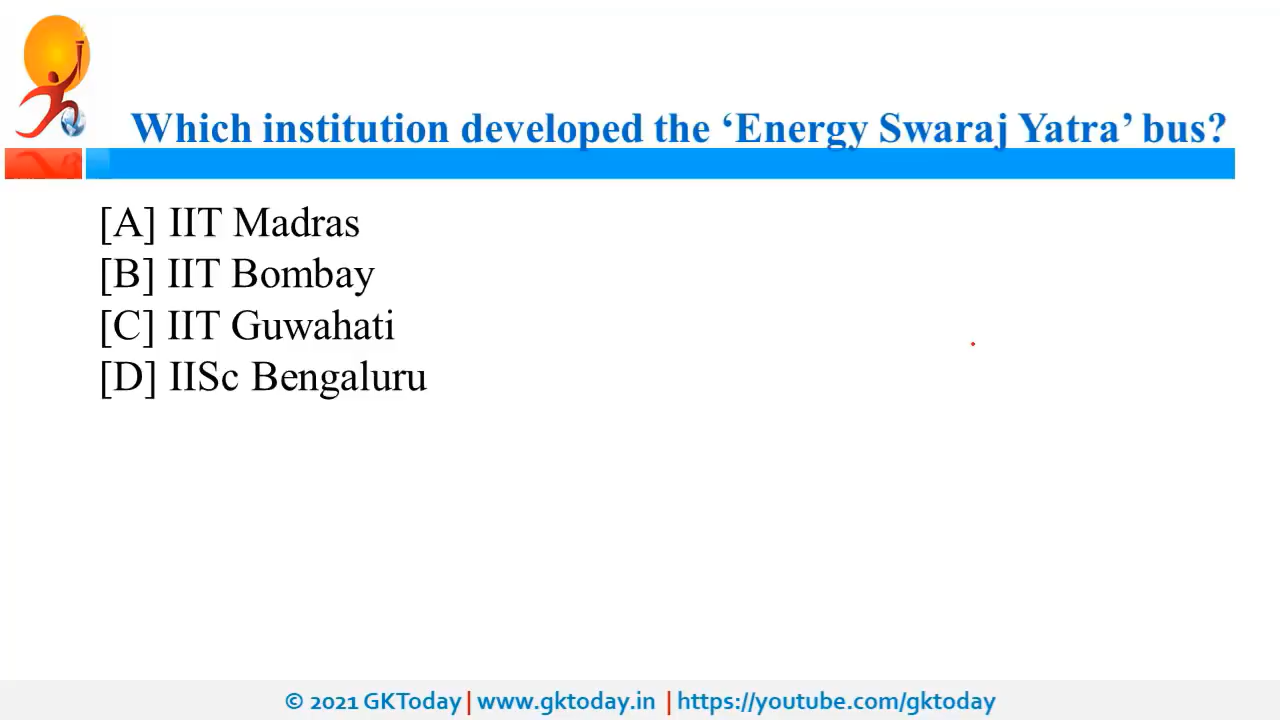 Which institution developed the ‘Energy Swaraj Yatra’ bus?
[A] IIT Madras
[B] IIT Bombay
[C] IIT Guwahati
[D] IISc Bengaluru
© 2021 GKToday | www.gktoday.in | https://youtube.com/gktoday